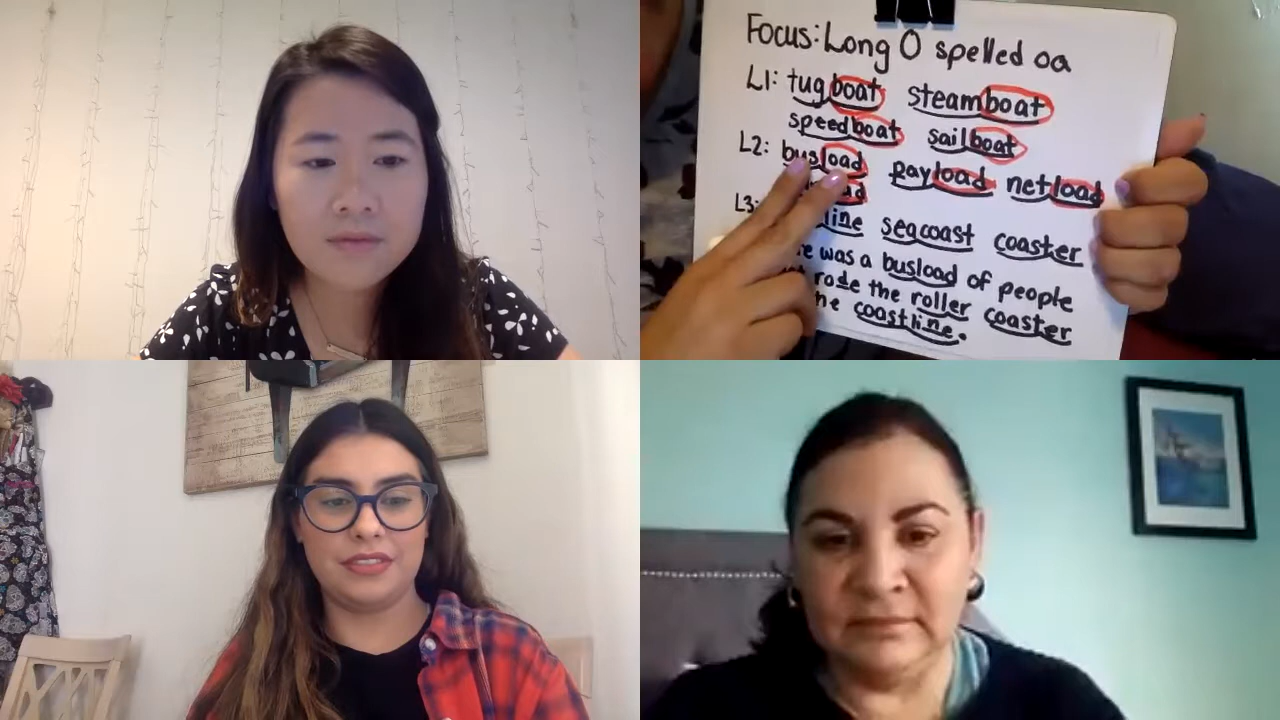 Focus: Long O spelled oa
L1: tugboat steamboat
speedboat sailboat
L2: busload payload netload
L3: seacoast coaster
was a busload of people
rode the roller coaster
the coastline.